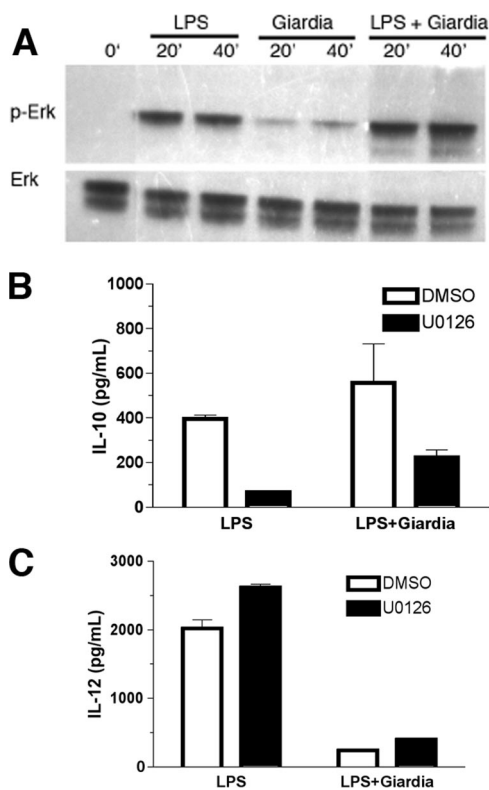 A
LPS Giardia LPS + Giardia
0' 20' 40' 20' 40' 20' 40'
p-Erk
Erk
B
1000
800
600
400
200
0
IL-10 (pg/mL)
DMSO
U0126
LPS LPS+Giardia
C
3000
2000
1000
0
IL-12 (pg/mL)
DMSO
U0126
LPS LPS+Giardia